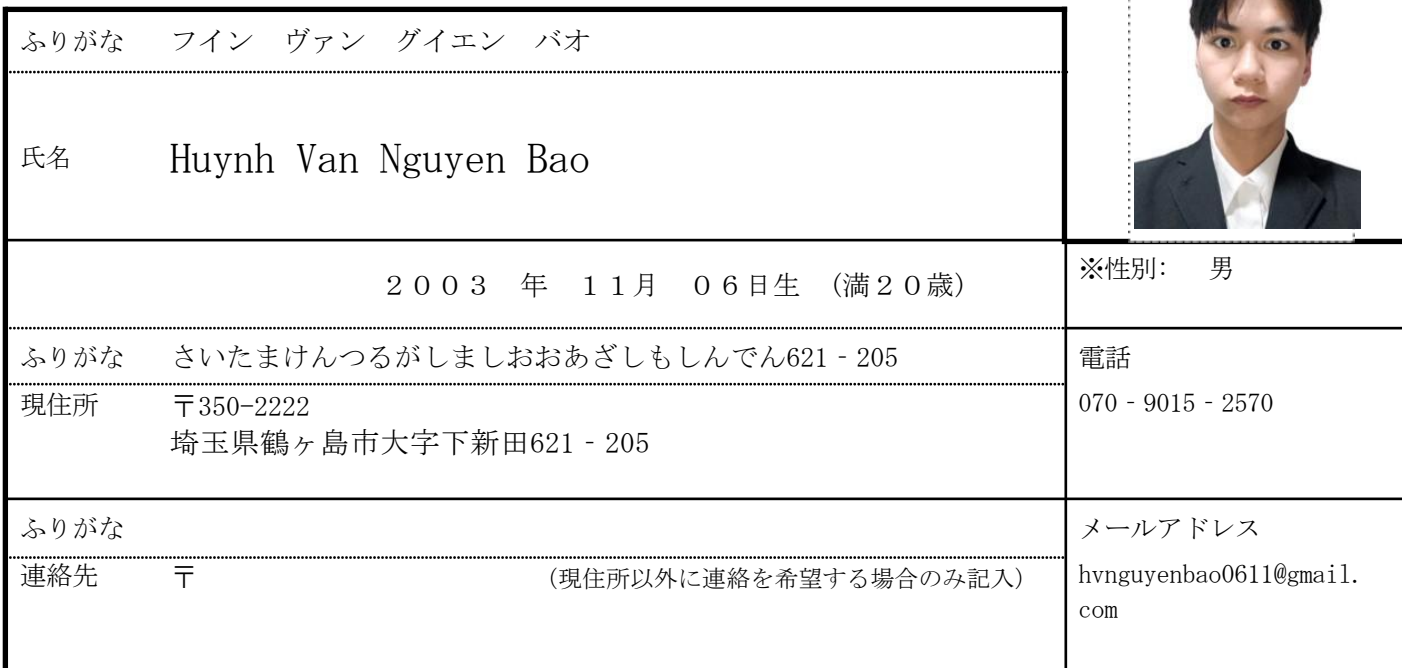 ふりがな フイン ヴァン グイエン バオ
氏名 Huynh Van Nguyen Bao
２００３ 年 １１月 ０６日生 (満２０歳)
※性別: 男
ふりがな さいたまけんつるがしましおおあざしもしんでん621‐205
現住所 〒350-2222
埼玉県鶴ヶ島市大字下新田621‐205
電話
070‐9015‐2570
ふりがな
連絡先 〒 (現住所以外に連絡を希望する場合のみ記入)
メールアドレス
hvnguyenbao0611@gmail.
com